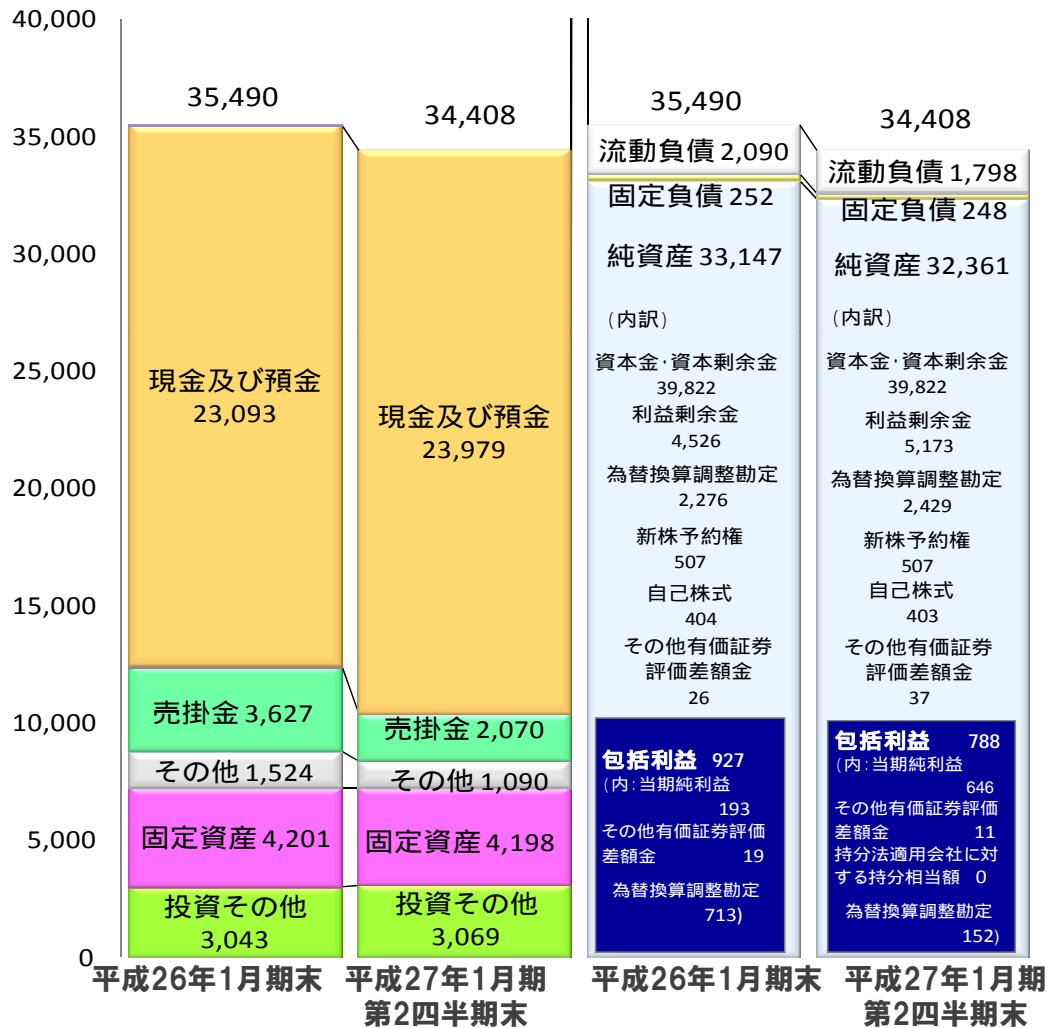 40,000
35,000
30,000
25,000
20,000
15,000
10,000
5,000
0
35,490
現金及び預金
23,093
売掛金 3,627
その他 1,524
固定資産 4,201
投資その他
3,043
平成26年1月期末
34,408
現金及び預金
23,979
売掛金 2,070
その他 1,090
固定資産 4,198
投資その他
3,069
平成27年1月期
第2四半期末
35,490
流動負債 2,090
固定負債 252
純資産 33,147
(内訳)
資本金・資本剰余金
39,822
利益剰余金
4,526
為替換算調整勘定
2,276
新株予約権
507
自己株式
404
その他有価証券
評価差額金
26
包括利益 927
(内:当期純利益
193
その他有価証券評価
差額金 19
為替換算調整勘定
713)
平成26年1月期末
34,408
流動負債 1,798
固定負債 248
純資産 32,361
(内訳)
資本金・資本剰余金
39,822
利益剰余金
5,173
為替換算調整勘定
2,429
新株予約権
507
自己株式
403
その他有価証券
評価差額金
37
包括利益 788
(内:当期純利益
646
その他有価証券評価
差額金 11
持分法適用会社に対
する持分相当額 0
為替換算調整勘定
152)
平成27年1月期
第2四半期末